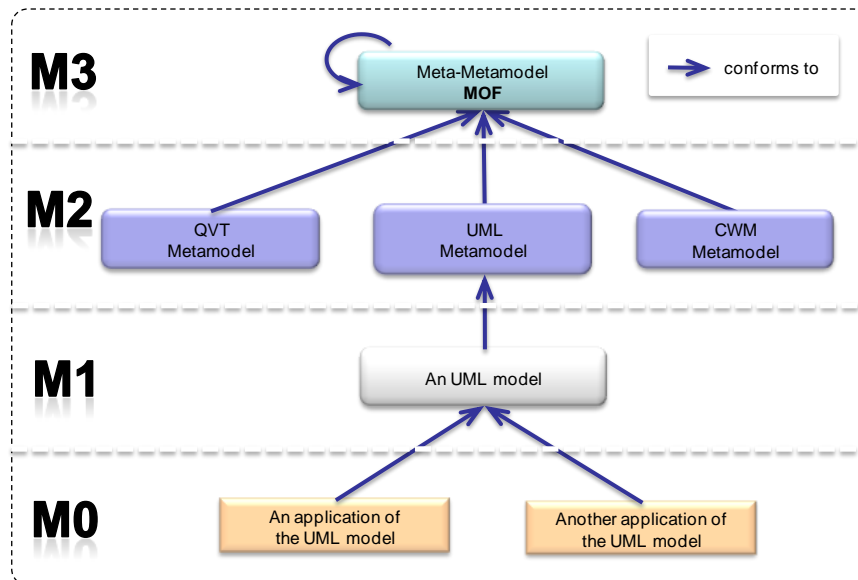 M3
Meta-Metamodel
MOF
conforms to
M2
QVT
Metamodel
UML
Metamodel
CWM
Metamodel
M1
An UML model
M0
An application of
the UML model
Another application of
the UML model